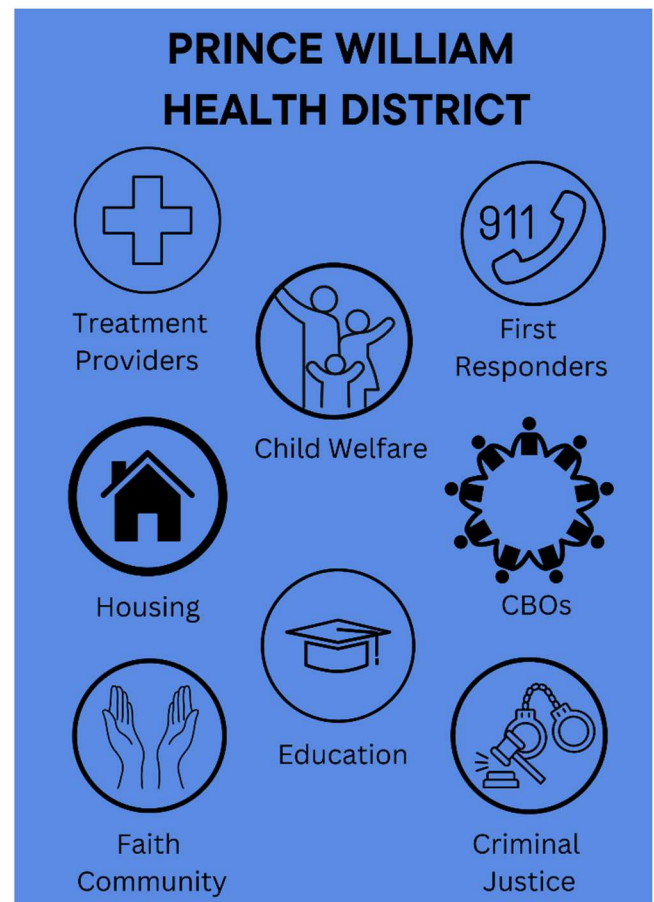 PRINCE WILLIAM
HEALTH DISTRICT
911
Treatment
Providers
First
Responders
Child Welfare
Housing
CBOs
Education
Faith
Community
Criminal
Justice